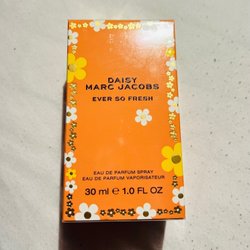 DAISY
MARC JACOBS
EVER SO FRESH
EAU DE PARFUM SPRAY
EAU DE PARFUM VAPORISATEUR
30 ml ℮ 1.0 FL OZ